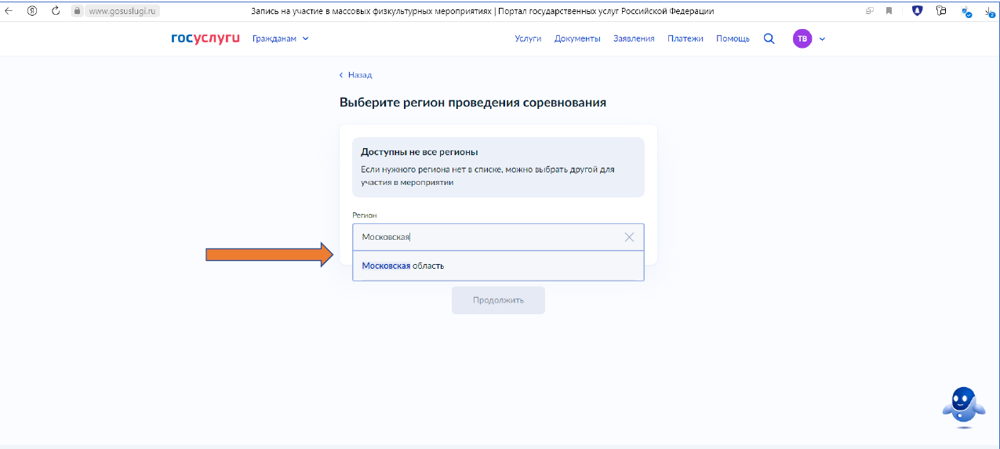 www.gosuslugi.ru
Запись на участие в массовых физкультурных мероприятиях | Портал государственных услуг Российской Федерации
госуслуги Гражданам Услуги Документы Заявления Платежи Помощь ТВ
Назад
Выберите регион проведения соревнования
Доступны не все регионы
Если нужного региона нет в списке, можно выбрать другой для
участия в мероприятии
Регион
Московская
Московская область
Продолжить